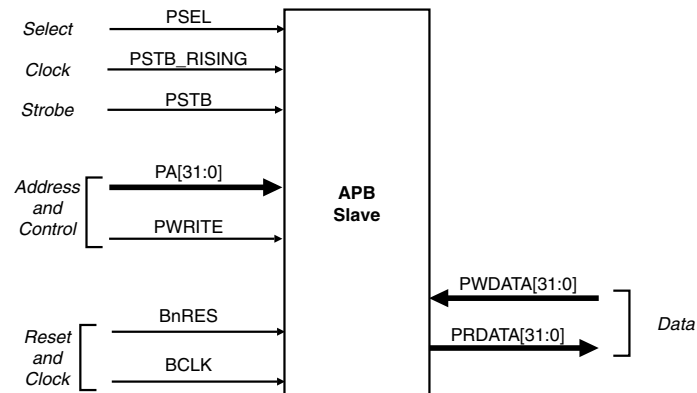 Select
PSEL
Clock
PSTB_RISING
Strobe
PSTB
Address
and
Control
PA[31:0]
PWRITE
APB
Slave
PWDATA[31:0]
PRDATA[31:0]
Data
Reset
and
Clock
BnRES
BCLK